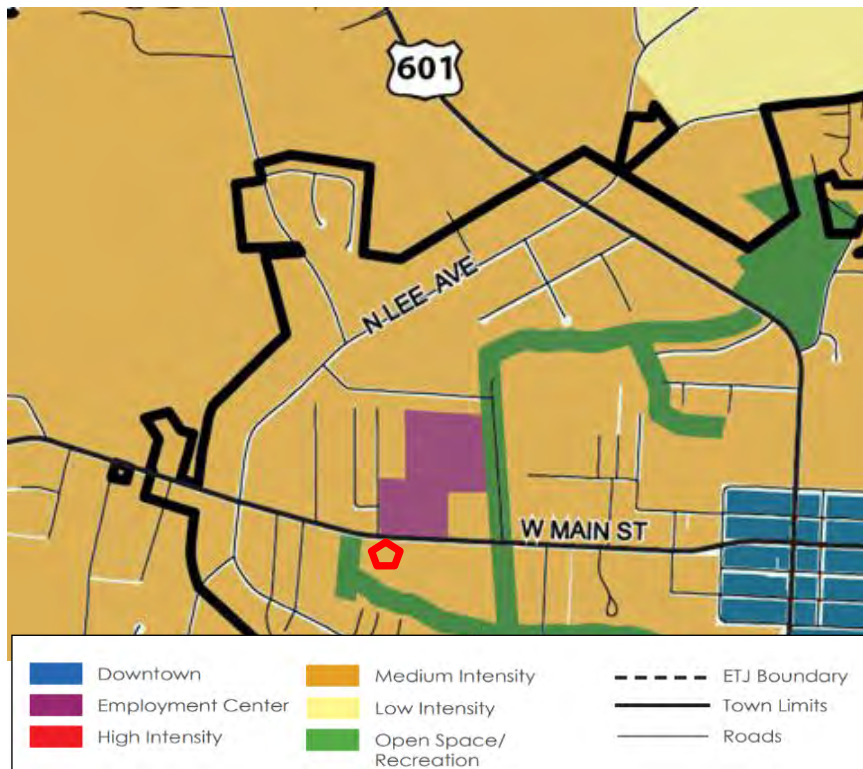 601
N LEE AVE
W MAIN ST
Downtown
Employment Center
High Intensity
Medium Intensity
Low Intensity
Open Space/
Recreation
ETJ Boundary
Town Limits
Roads